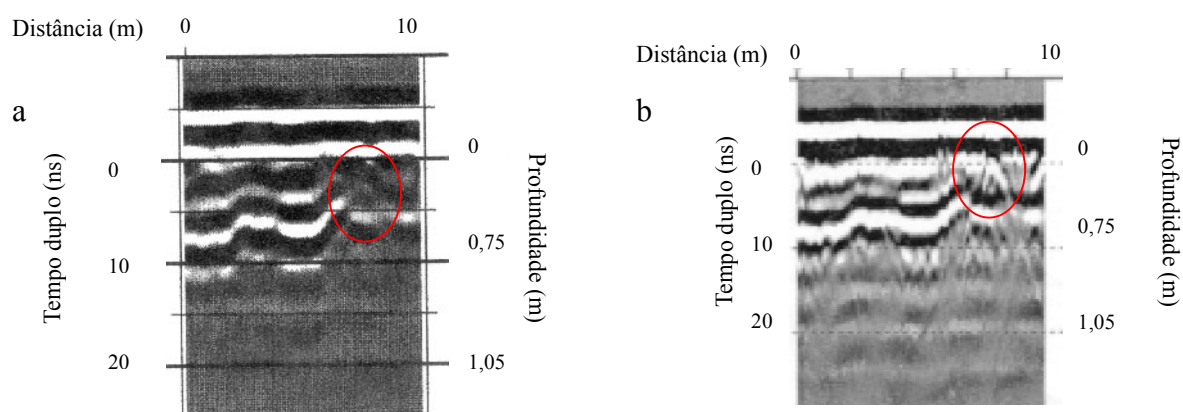 Distância (m) 0 10
a
Tempo duplo (ns)
0
10
20
0
0,75
1,05
Profundidade (m)
Distância (m) 0 10
b
Tempo duplo (ns)
0
10
20
0
0,75
1,05
Profundidade (m)